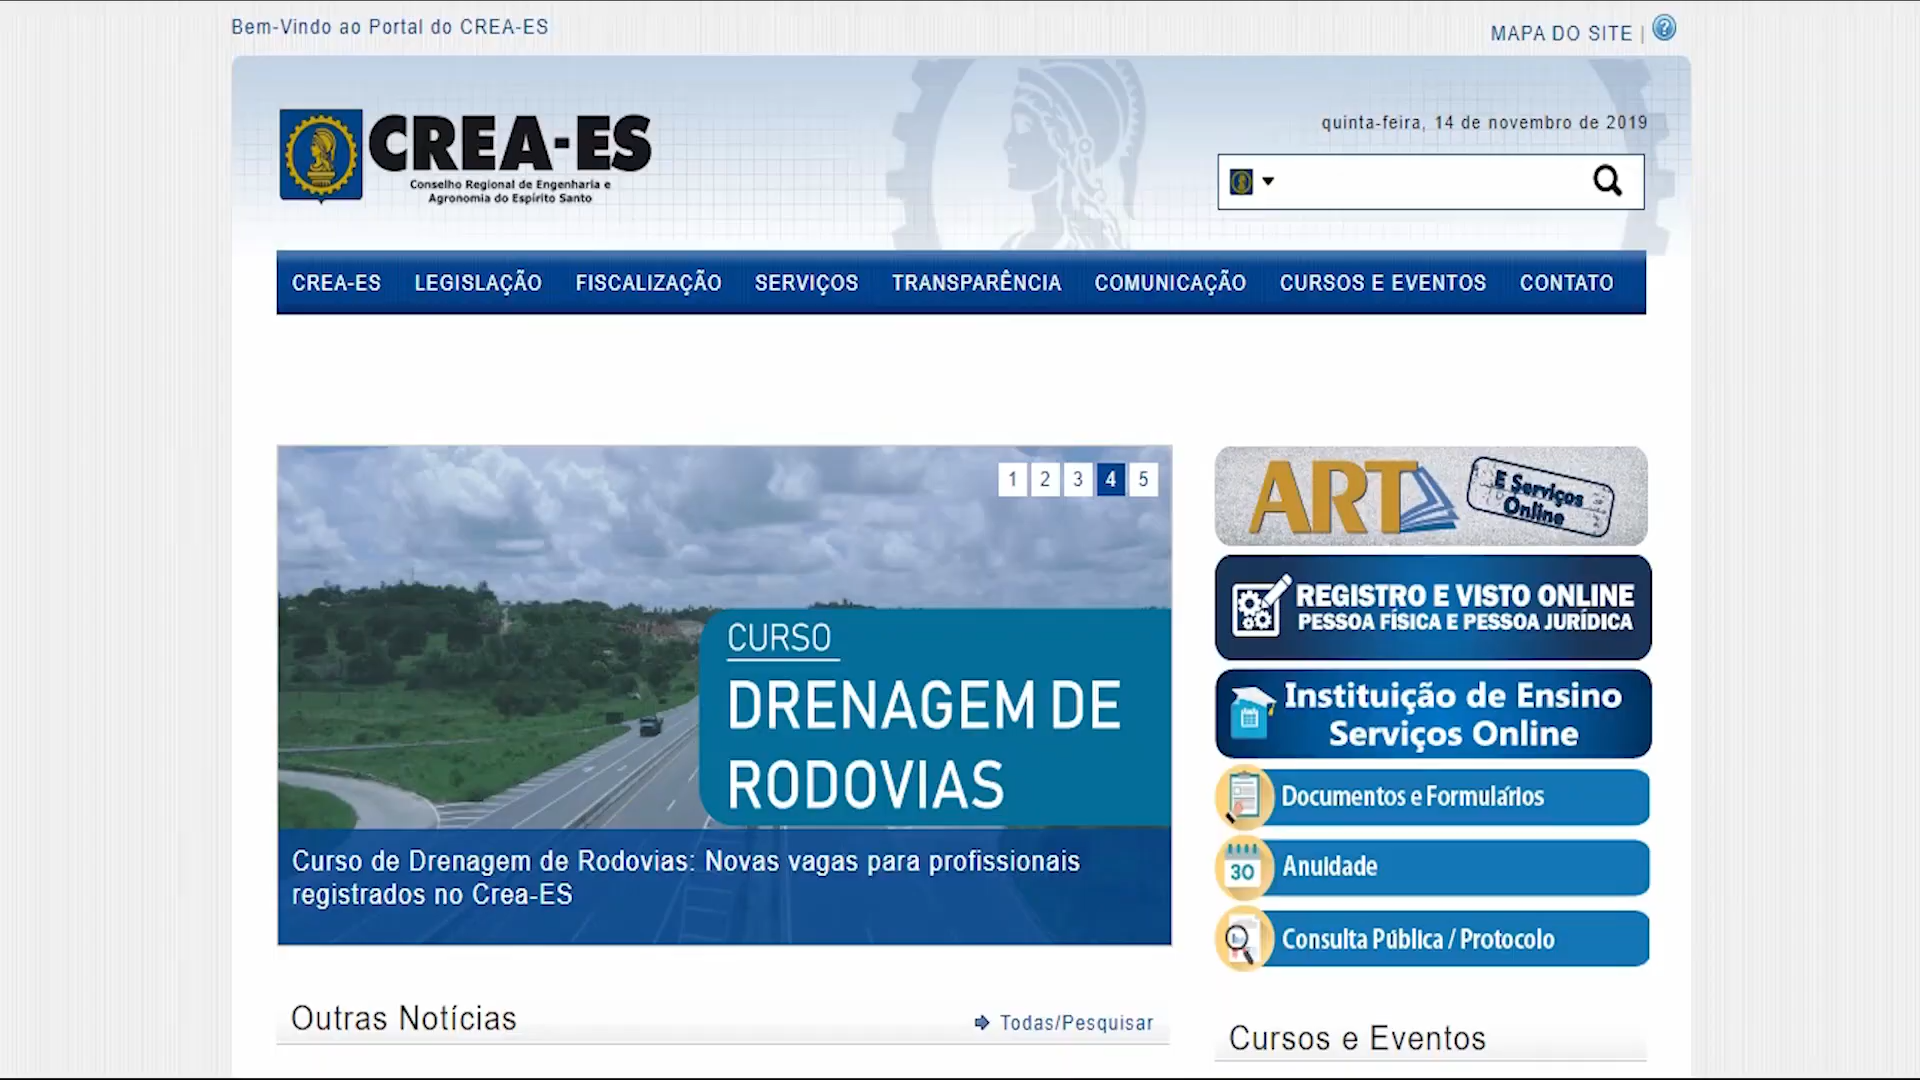 Bem-Vindo ao Portal do CREA-ES
MAPA DO SITE |
CREA-ES
Conselho Regional de Engenharia e
Agronomia do Espírito Santo
quinta-feira, 14 de novembro de 2019
CREA-ES LEGISLAÇÃO FISCALIZAÇÃO SERVIÇOS TRANSPARÊNCIA COMUNICAÇÃO CURSOS E EVENTOS CONTATO
1 2 3 4 5
CURSO
DRENAGEM DE
RODOVIAS
Curso de Drenagem de Rodovias: Novas vagas para profissionais
registrados no Crea-ES
ART
E Serviços
Online
REGISTRO E VISTO ONLINE
PESSOA FÍSICA E PESSOA JURÍDICA
Instituição de Ensino
Serviços Online
Documentos e Formulários
30
Anuidade
Consulta Pública / Protocolo
Outras Notícias
Todas/Pesquisar
Cursos e Eventos